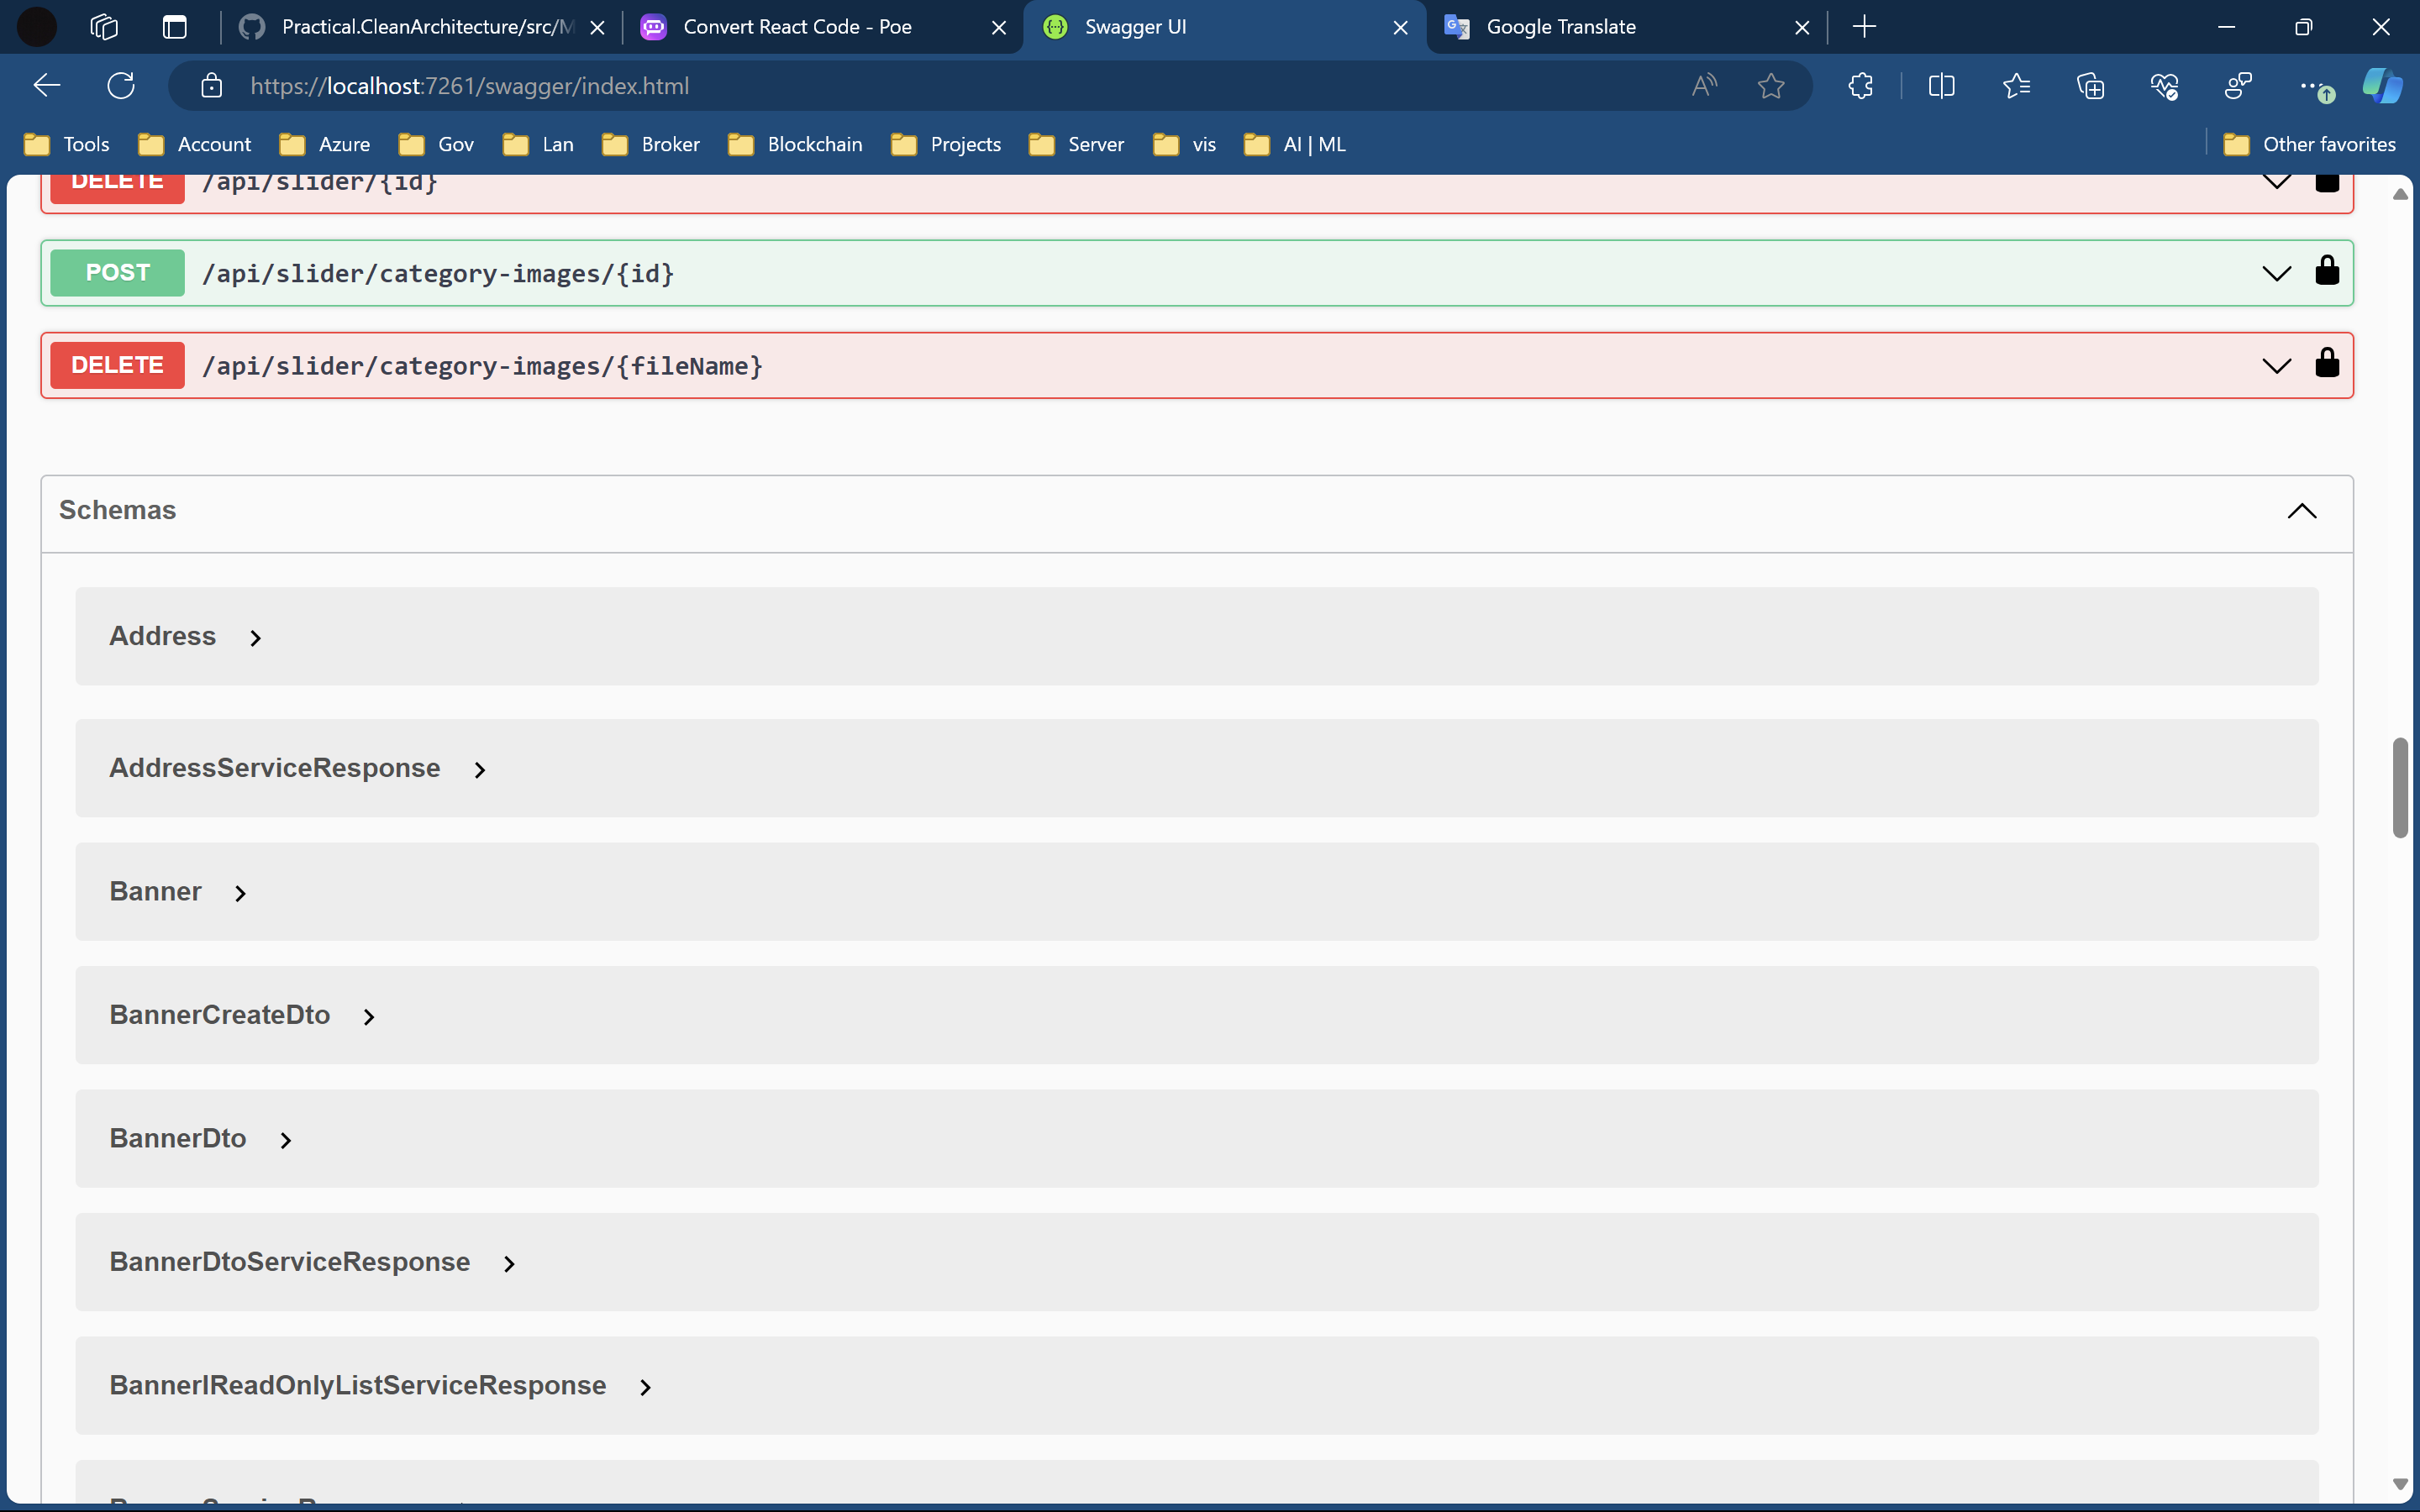 Practical.CleanArchitecture/src/M
Convert React Code - Poe
Swagger UI
Google Translate
https://localhost:7261/swagger/index.html
Tools Account Azure Gov Lan Broker Blockchain Projects Server vis AI | ML Other favorites
DELETE /api/slider/{id}
POST /api/slider/category-images/{id}
DELETE /api/slider/category-images/{fileName}
Schemas
Address
AddressServiceResponse
Banner
BannerCreateDto
BannerDto
BannerDtoServiceResponse
BannerIReadOnlyListServiceResponse